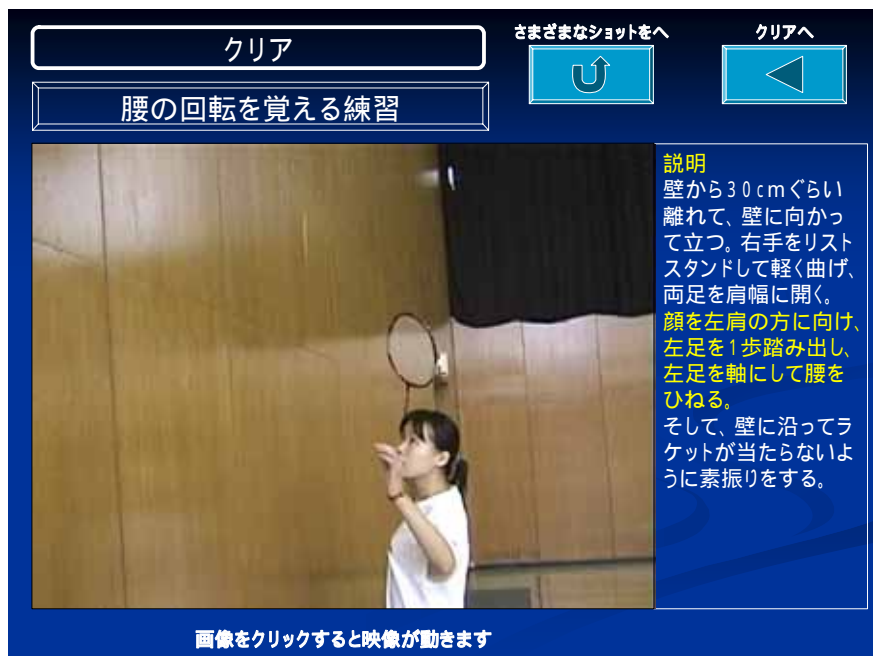 クリア
さまざまなショットをへ
クリアへ
腰の回転を覚える練習
説明
壁から30cmぐらい
離れて、壁に向かっ
て立つ。右手をリスト
スタンドして軽く曲げ、
両足を肩幅に開く。
顔を左肩の方に向け、
左足を1歩踏み出し、
左足を軸にして腰を
ひねる。
そして、壁に沿ってラ
ケットが当たらないよ
うに素振りをする。
画像をクリックすると映像が動きます